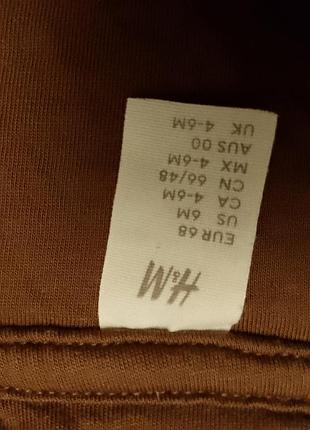 H&M
EUR 68
US 6M
CA 4-6M
CN 66/48
MX 4-6M
AUS 00
UK 4-6M